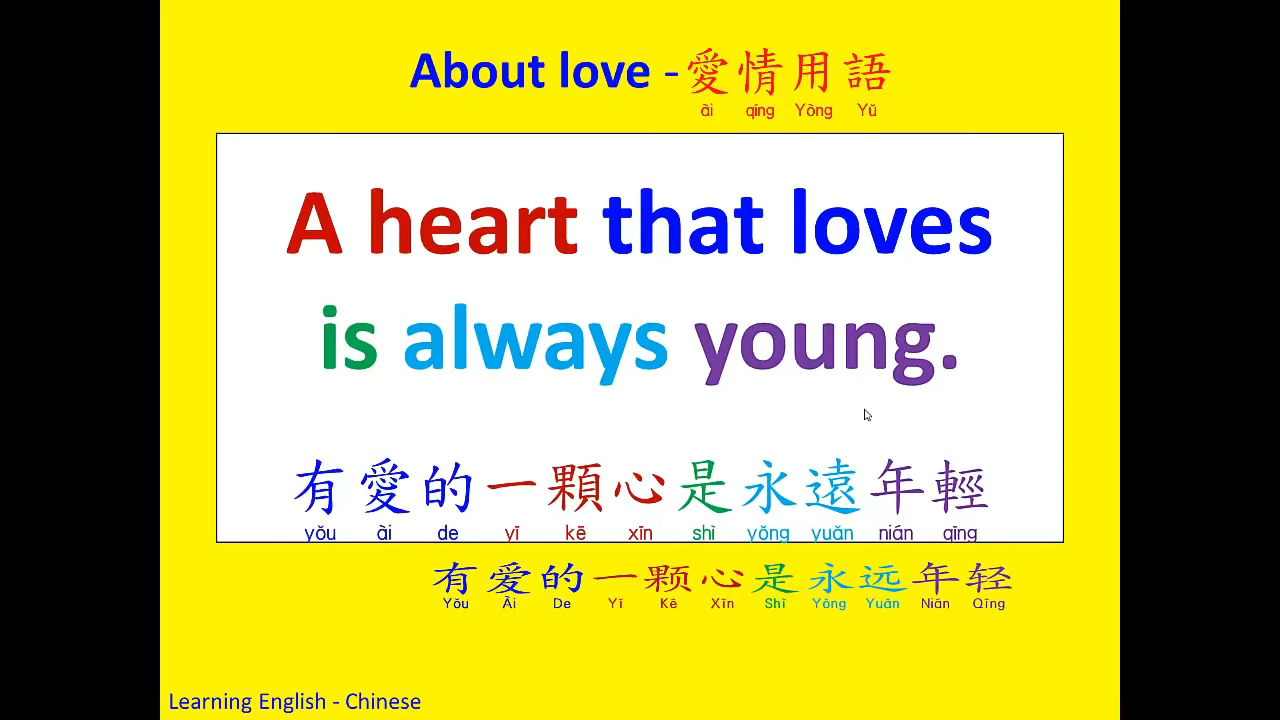 About love - 愛情用語
ài qíng Yòng Yǔ
A heart that loves
is always young.
有愛的一顆心是永遠年輕
yǒu ài de yī kē xīn shì yǒng yuǎn nián qīng
有爱的一颗心是永远年轻
Yǒu Ài De Yī Kē Xīn Shì Yǒng Yuǎn Nián Qīng
Learning English - Chinese